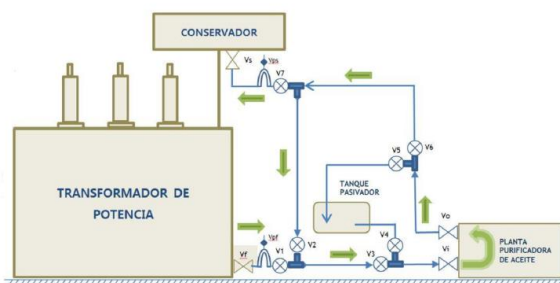 CONSERVADOR
Vs
Vps
V7
V6
V5
TRANSFORMADOR DE
POTENCIA
TANQUE
PASIVADOR
V2
V4
Vo
Vf
Vpf
V1
V3
Vi
PLANTA
PURIFICADORA
DE ACEITE